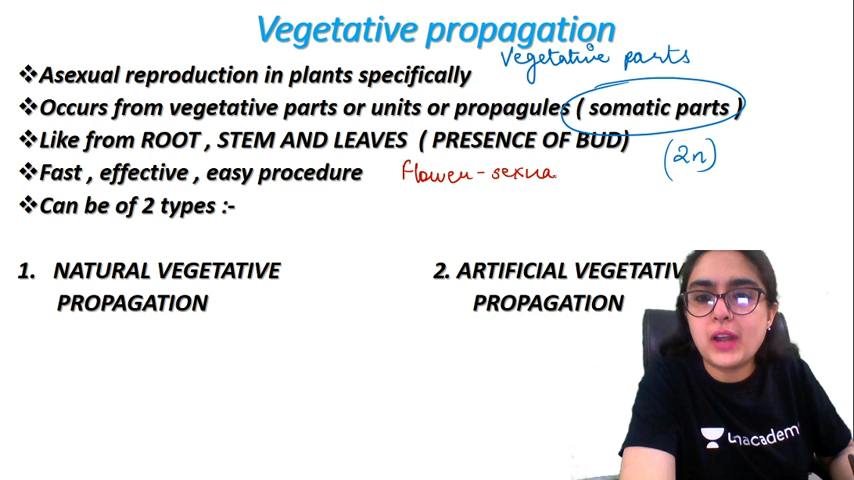 Vegetative propagation
Vegetative parts
❖Asexual reproduction in plants specifically
❖Occurs from vegetative parts or units or propagules ( somatic parts )
❖Like from ROOT , STEM AND LEAVES ( PRESENCE OF BUD)
(2n)
❖Fast , effective , easy procedure
Flower - sexua
❖Can be of 2 types :-
1. NATURAL VEGETATIVE
PROPAGATION
2. ARTIFICIAL VEGETATIV
PROPAGATION
unacadem